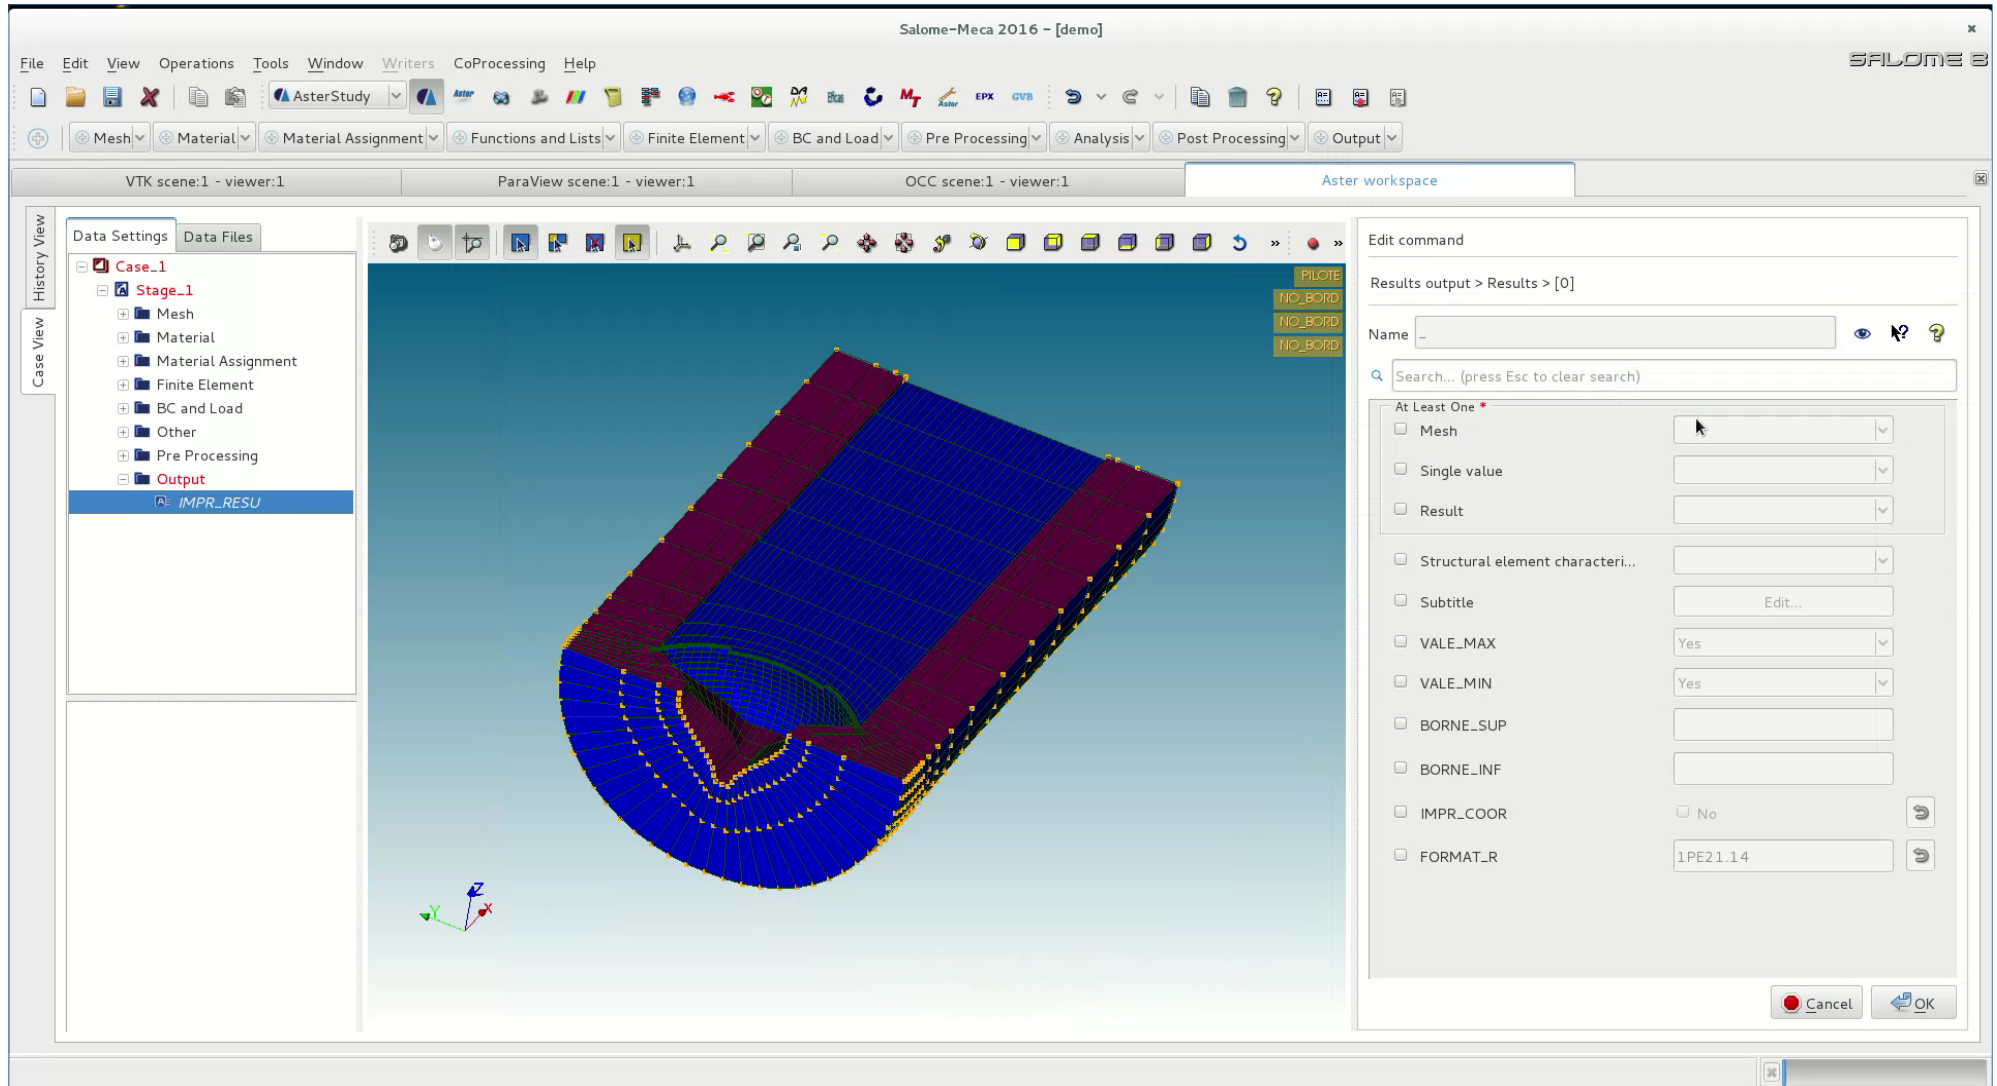 Salome-Meca 2016 - [demo]
File Edit View Operations Tools Window Writers CoProcessing Help
SALOME 8
AsterStudy Aster DA Eficas MT Aster EPX GVB
Mesh Material Material Assignment Functions and Lists Finite Element BC and Load Pre Processing Analysis Post Processing Output
VTK scene:1 - viewer:1 ParaView scene:1 - viewer:1 OCC scene:1 - viewer:1 Aster workspace
History View
Case View
Data Settings Data Files
Case_1
Stage_1
Mesh
Material
Material Assignment
Finite Element
BC and Load
Other
Pre Processing
Output
IMPR_RESU
» »
PILOTE
NO_BORD
NO_BORD
NO_BORD
Z
Y X
Edit command
Results output > Results > [0]
Name _
Search... (press Esc to clear search)
At Least One *
Mesh
Single value
Result
Structural element characteri...
Subtitle Edit...
VALE_MAX Yes
VALE_MIN Yes
BORNE_SUP
BORNE_INF
IMPR_COOR No
FORMAT_R 1PE21.14
Cancel OK